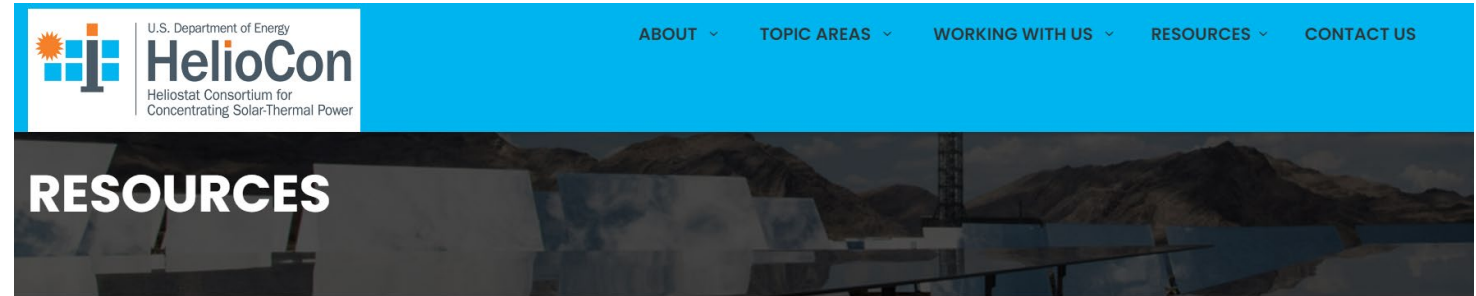 U.S. Department of Energy
HelioCon
Heliostat Consortium for
Concentrating Solar-Thermal Power
ABOUT TOPIC AREAS WORKING WITH US RESOURCES CONTACT US
RESOURCES